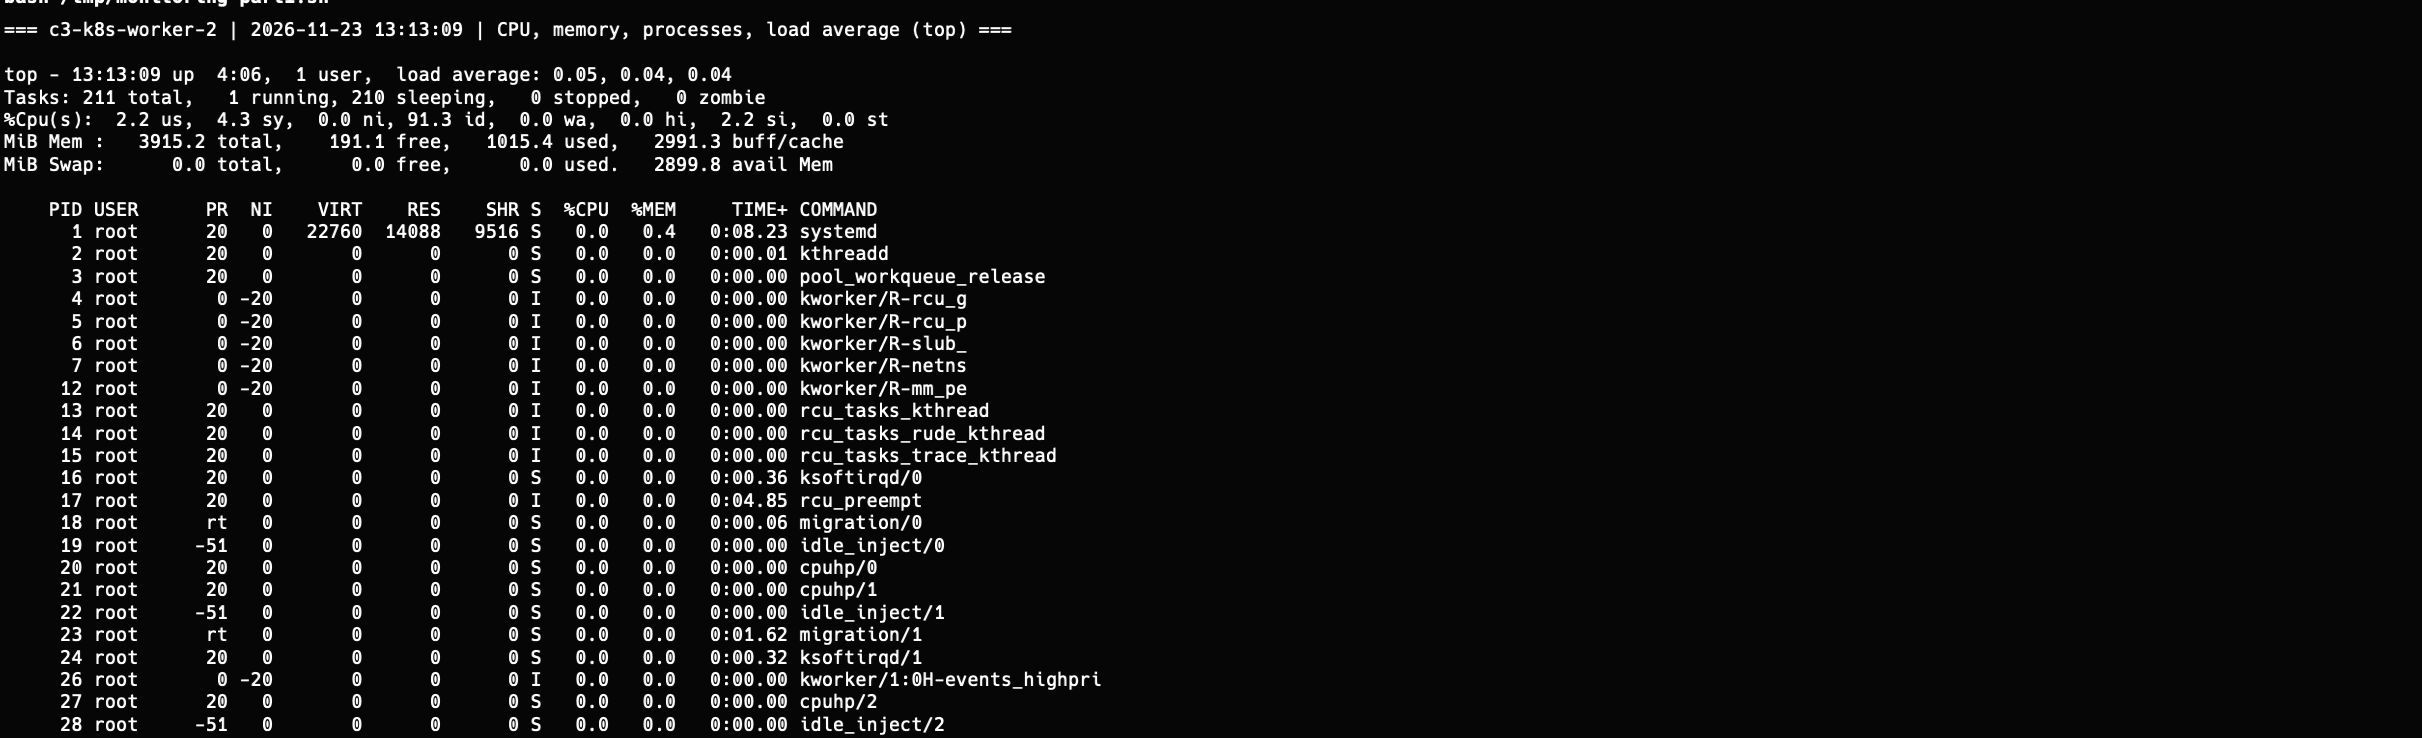 bash /tmp/monitoring-part1.sh
=== c3-k8s-worker-2 | 2026-11-23 13:13:09 | CPU, memory, processes, load average (top) ===

top - 13:13:09 up  4:06,  1 user,  load average: 0.05, 0.04, 0.04
Tasks: 211 total,   1 running, 210 sleeping,   0 stopped,   0 zombie
%Cpu(s):  2.2 us,  4.3 sy,  0.0 ni, 91.3 id,  0.0 wa,  0.0 hi,  2.2 si,  0.0 st
MiB Mem :   3915.2 total,    191.1 free,   1015.4 used,   2991.3 buff/cache
MiB Swap:      0.0 total,      0.0 free,      0.0 used.   2899.8 avail Mem

    PID USER      PR  NI    VIRT    RES    SHR S  %CPU  %MEM     TIME+ COMMAND
      1 root      20   0   22760  14088   9516 S   0.0   0.4   0:08.23 systemd
      2 root      20   0       0      0      0 S   0.0   0.0   0:00.01 kthreadd
      3 root      20   0       0      0      0 S   0.0   0.0   0:00.00 pool_workqueue_release
      4 root       0 -20       0      0      0 I   0.0   0.0   0:00.00 kworker/R-rcu_g
      5 root       0 -20       0      0      0 I   0.0   0.0   0:00.00 kworker/R-rcu_p
      6 root       0 -20       0      0      0 I   0.0   0.0   0:00.00 kworker/R-slub_
      7 root       0 -20       0      0      0 I   0.0   0.0   0:00.00 kworker/R-netns
     12 root       0 -20       0      0      0 I   0.0   0.0   0:00.00 kworker/R-mm_pe
     13 root      20   0       0      0      0 I   0.0   0.0   0:00.00 rcu_tasks_kthread
     14 root      20   0       0      0      0 I   0.0   0.0   0:00.00 rcu_tasks_rude_kthread
     15 root      20   0       0      0      0 I   0.0   0.0   0:00.00 rcu_tasks_trace_kthread
     16 root      20   0       0      0      0 S   0.0   0.0   0:00.36 ksoftirqd/0
     17 root      20   0       0      0      0 I   0.0   0.0   0:04.85 rcu_preempt
     18 root      rt   0       0      0      0 S   0.0   0.0   0:00.06 migration/0
     19 root     -51   0       0      0      0 S   0.0   0.0   0:00.00 idle_inject/0
     20 root      20   0       0      0      0 S   0.0   0.0   0:00.00 cpuhp/0
     21 root      20   0       0      0      0 S   0.0   0.0   0:00.00 cpuhp/1
     22 root     -51   0       0      0      0 S   0.0   0.0   0:00.00 idle_inject/1
     23 root      rt   0       0      0      0 S   0.0   0.0   0:01.62 migration/1
     24 root      20   0       0      0      0 S   0.0   0.0   0:00.32 ksoftirqd/1
     26 root       0 -20       0      0      0 I   0.0   0.0   0:00.00 kworker/1:0H-events_highpri
     27 root      20   0       0      0      0 S   0.0   0.0   0:00.00 cpuhp/2
     28 root     -51   0       0      0      0 S   0.0   0.0   0:00.00 idle_inject/2